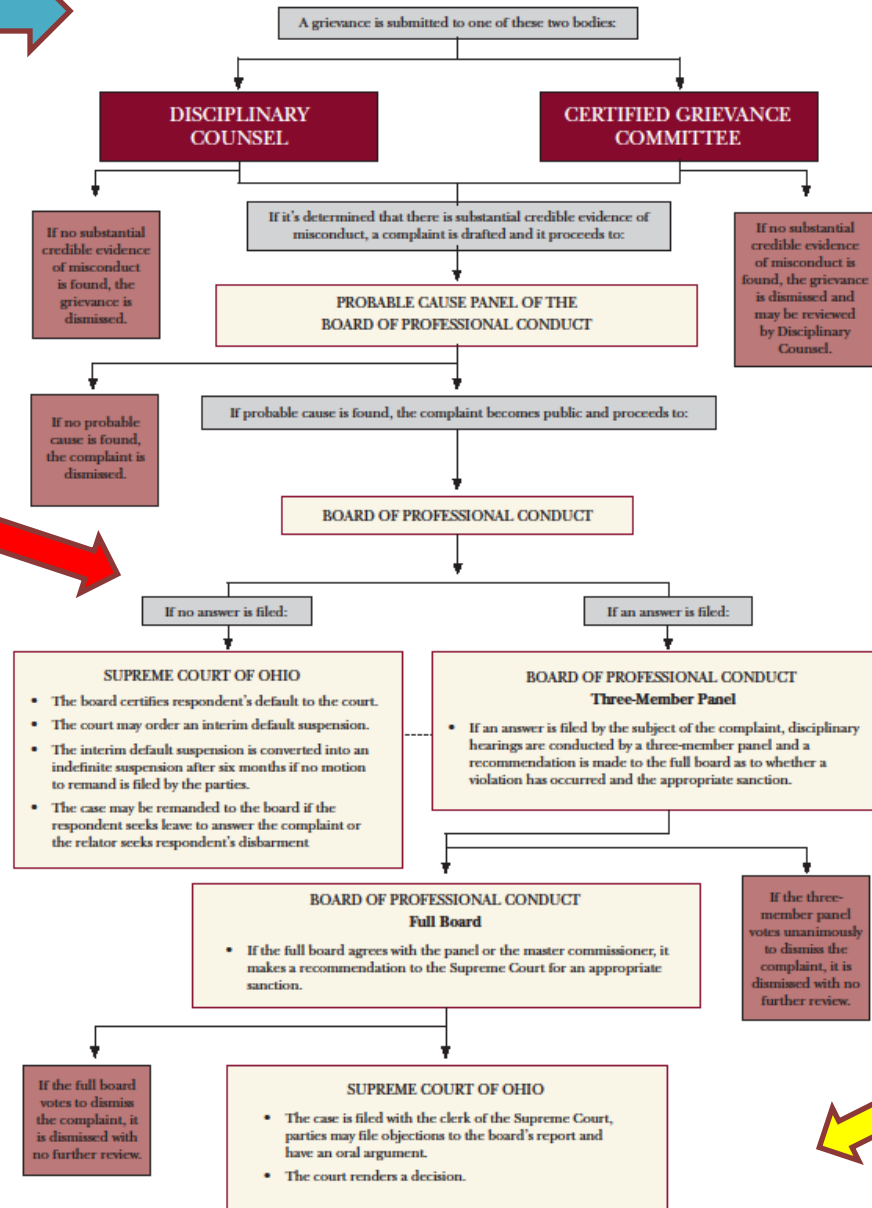 A grievance is submitted to one of these two bodies:
DISCIPLINARY
COUNSEL
CERTIFIED GRIEVANCE
COMMITTEE
If no substantial
credible evidence
of misconduct
is found, the
grievance is
dismissed.
If it's determined that there is substantial credible evidence of
misconduct, a complaint is drafted and it proceeds to:
If no substantial
credible evidence
of misconduct is
found, the grievance
is dismissed and
may be reviewed
by Disciplinary
Counsel.
PROBABLE CAUSE PANEL OF THE
BOARD OF PROFESSIONAL CONDUCT
If no probable
cause is found,
the complaint is
dismissed.
If probable cause is found, the complaint becomes public and proceeds to:
BOARD OF PROFESSIONAL CONDUCT
If no answer is filed:
If an answer is filed:
SUPREME COURT OF OHIO
• The board certifies respondent's default to the court.
• The court may order an interim default suspension.
• The interim default suspension is converted into an
indefinite suspension after six months if no motion
to remand is filed by the parties.
• The case may be remanded to the board if the
respondent seeks leave to answer the complaint or
the relator seeks respondent's disbarment
BOARD OF PROFESSIONAL CONDUCT
Three-Member Panel
• If an answer is filed by the subject of the complaint, disciplinary
hearings are conducted by a three-member panel and a
recommendation is made to the full board as to whether a
violation has occurred and the appropriate sanction.
BOARD OF PROFESSIONAL CONDUCT
Full Board
• If the full board agrees with the panel or the master commissioner, it
makes a recommendation to the Supreme Court for an appropriate
sanction.
If the three-
member panel
votes unanimously
to dismiss the
complaint, it is
dismissed with no
further review.
If the full board
votes to dismiss
the complaint, it
is dismissed with
no further review.
SUPREME COURT OF OHIO
• The case is filed with the clerk of the Supreme Court,
parties may file objections to the board's report and
have an oral argument.
• The court renders a decision.